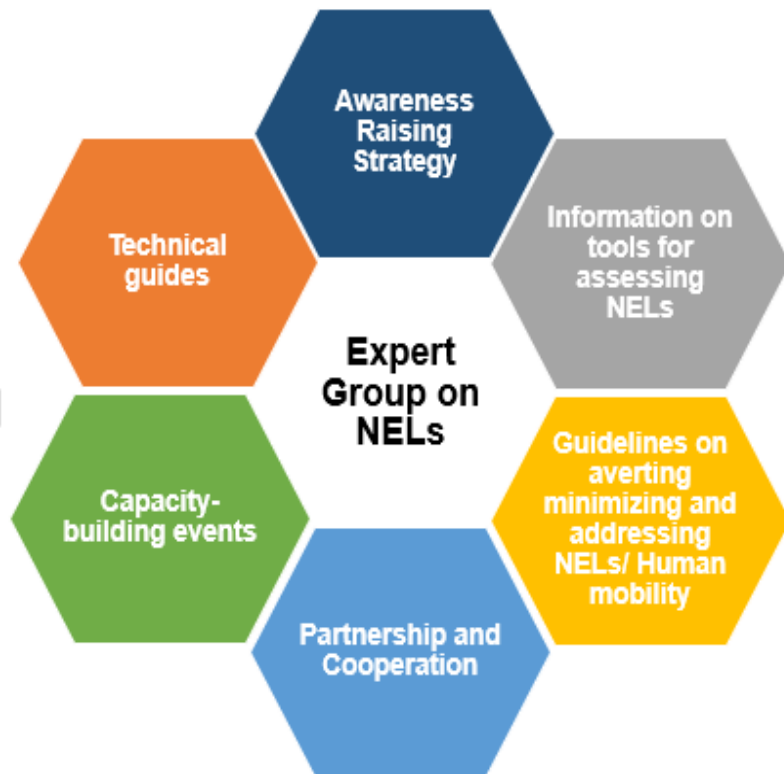 Awareness
Raising
Strategy
Information on
tools for
assessing
NELs
Guidelines on
averting
minimizing and
addressing
NELs/ Human
mobility
Partnership and
Cooperation
Capacity-
building events
Technical
guides
Expert
Group on
NELs